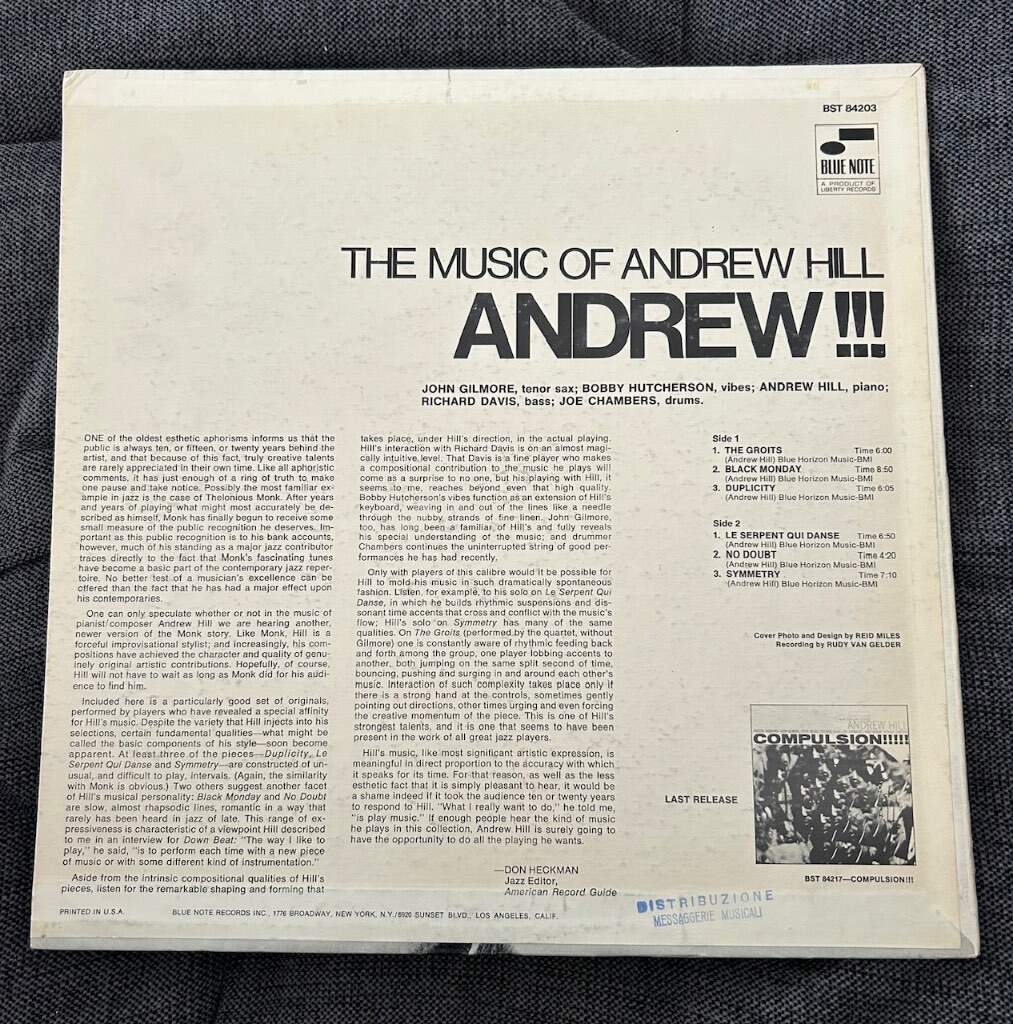 BST 84203
BLUE NOTE
A PRODUCT OF
LIBERTY RECORDS
THE MUSIC OF ANDREW HILL
ANDREW!!!
JOHN GILMORE, tenor sax; BOBBY HUTCHERSON, vibes; ANDREW HILL, piano;
RICHARD DAVIS, bass; JOE CHAMBERS, drums.
ONE of the oldest esthetic aphorisms informs us that the
public is always ten, or fifteen, or twenty years behind the
artist, and that because of this fact, truly creative talents
are rarely appreciated in their own time. Like all aphoristic
comments, it has just enough of a ring of truth to make
one pause and take notice. Possibly the most familiar ex-
ample in jazz is the case of Thelonious Monk. After years
and years of playing what might most accurately be de-
scribed as himself, Monk has finally begun to receive some
small measure of the public recognition he deserves. Im-
portant as this public recognition is to his bank accounts,
however, much of his standing as a major jazz contributor
traces directly to the fact that Monk's fascinating tunes
have become a basic part of the contemporary jazz reper-
toire. No better test of a musician's excellence can be
offered than the fact that he has had a major effect upon
his contemporaries.
One can only speculate whether or not in the music of
pianist/composer Andrew Hill we are hearing another,
newer version of the Monk story. Like Monk, Hill is a
forceful improvisational stylist; and increasingly, his com-
positions have achieved the character and quality of genu-
inely original artistic contributions. Hopefully, of course,
Hill will not have to wait as long as Monk did for his audi-
ence to find him.
Included here is a particularly good set of originals,
performed by players who have revealed a special affinity
for Hill's music. Despite the variety that Hill injects into his
selections, certain fundamental qualities—what might be
called the basic components of his style—soon become
apparent. At least three of the pieces—Duplicity, Le
Serpent Qui Danse and Symmetry—are constructed of un-
usual, and difficult to play, intervals. (Again, the similarity
with Monk is obvious.) Two others suggest another facet
of Hill's musical personality: Black Monday and No Doubt
are slow, almost rhapsodic lines, romantic in a way that
rarely has been heard in jazz of late. This range of ex-
pressiveness is characteristic of a viewpoint Hill described
to me in an interview for Down Beat: "The way I like to
play," he said, "is to perform each time with a new piece
of music or with some different kind of instrumentation."
Aside from the intrinsic compositional qualities of Hill's
pieces, listen for the remarkable shaping and forming that
takes place, under Hill's direction, in the actual playing.
Hill's interaction with Richard Davis is on an almost magi-
cally intuitive level. That Davis is a fine player who makes
a compositional contribution to the music he plays will
come as a surprise to no one, but his playing with Hill, it
seems to me, reaches beyond even that high quality.
Bobby Hutcherson's vibes function as an extension of Hill's
keyboard, weaving in and out of the lines like a needle
through the nubby strands of fine linen. John Gilmore,
too, has long been a familiar of Hill's and fully reveals
his special understanding of the music; and drummer
Chambers continues the uninterrupted string of good per-
formances he has had recently.
Only with players of this calibre would it be possible for
Hill to mold his music in such dramatically spontaneous
fashion. Listen, for example, to his solo on Le Serpent Qui
Danse, in which he builds rhythmic suspensions and dis-
sonant time accents that cross and conflict with the music's
flow; Hill's solo on Symmetry has many of the same
qualities. On The Groits (performed by the quartet, without
Gilmore) one is constantly aware of rhythmic feeding back
and forth among the group, one player lobbing accents to
another, both jumping on the same split second of time,
bouncing, pushing and surging in and around each other's
music. Interaction of such complexity takes place only if
there is a strong hand at the controls, sometimes gently
pointing out directions, other times urging and even forcing
the creative momentum of the piece. This is one of Hill's
strongest talents, and it is one that seems to have been
present in the work of all great jazz players.
Hill's music, like most significant artistic expression, is
meaningful in direct proportion to the accuracy with which
it speaks for its time. For that reason, as well as the less
esthetic fact that it is simply pleasant to hear, it would be
a shame indeed if it took the audience ten or twenty years
to respond to Hill. "What I really want to do," he told me,
"is play music." If enough people hear the kind of music
he plays in this collection, Andrew Hill is surely going to
have the opportunity to do all the playing he wants.
—DON HECKMAN
Jazz Editor,
American Record Guide
Side 1
1. THE GROITS Time 6:00
(Andrew Hill) Blue Horizon Music-BMI
2. BLACK MONDAY Time 8:50
(Andrew Hill) Blue Horizon Music-BMI
3. DUPLICITY Time 6:05
(Andrew Hill) Blue Horizon Music-BMI
Side 2
1. LE SERPENT QUI DANSE Time 6:50
(Andrew Hill) Blue Horizon Music-BMI
2. NO DOUBT Time 4:20
(Andrew Hill) Blue Horizon Music-BMI
3. SYMMETRY Time 7:10
(Andrew Hill) Blue Horizon Music-BMI
Cover Photo and Design by REID MILES
Recording by RUDY VAN GELDER
LAST RELEASE
ANDREW HILL
COMPULSION!!!!!
BST 84217—COMPULSION!!!
DISTRIBUZIONE
MESSAGGERIE MUSICALI
PRINTED IN U.S.A. BLUE NOTE RECORDS INC., 1776 BROADWAY, NEW YORK, N.Y./6920 SUNSET BLVD., LOS ANGELES, CALIF.